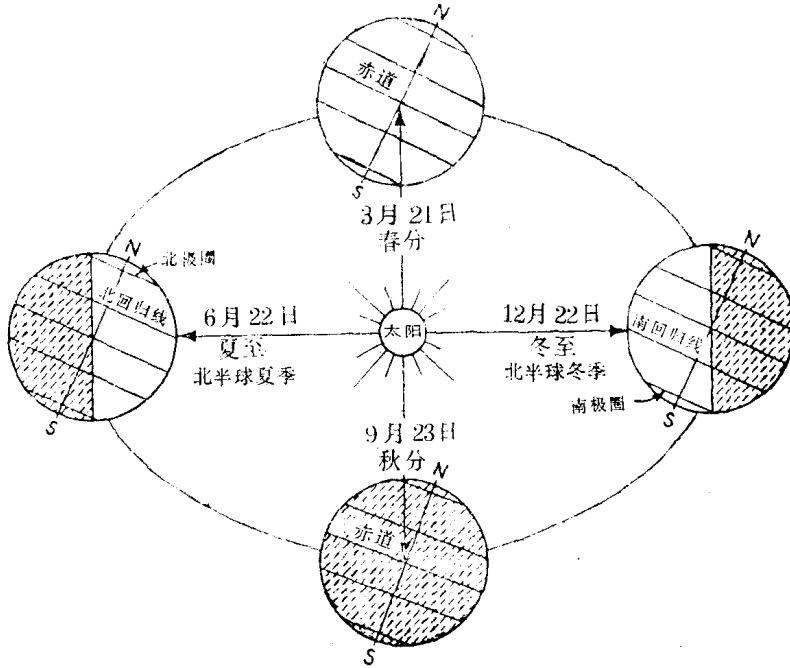 N
赤道
S
3月21日
春分
N
北极圈
北回归线
6月22日
夏至
北半球夏季
S
太阳
12月22日
冬至
北半球冬季
N
南回归线
南极圈
S
9月23日
秋分
N
赤道
S